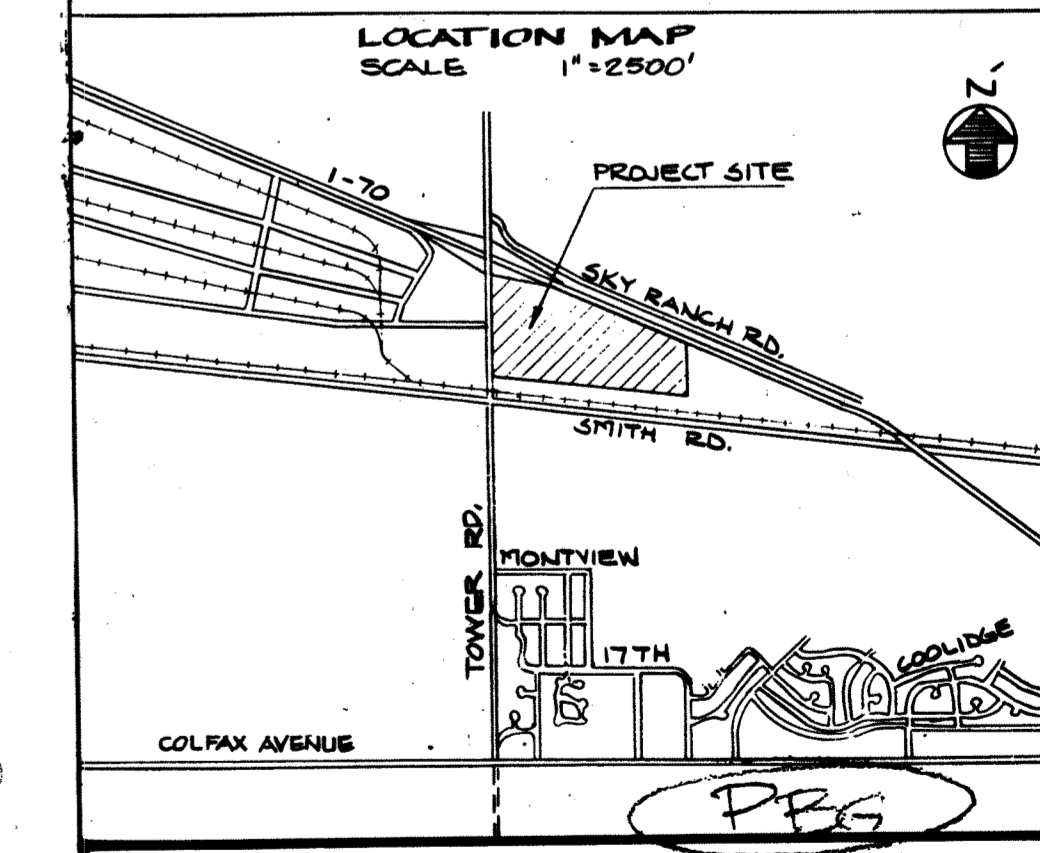 LOCATION MAP
SCALE 1"=2500'
N
I-70
PROJECT SITE
SKY RANCH RD.
SMITH RD.
TOWER RD.
MONTVIEW
17TH
COOLIDGE
COLFAX AVENUE
PBG